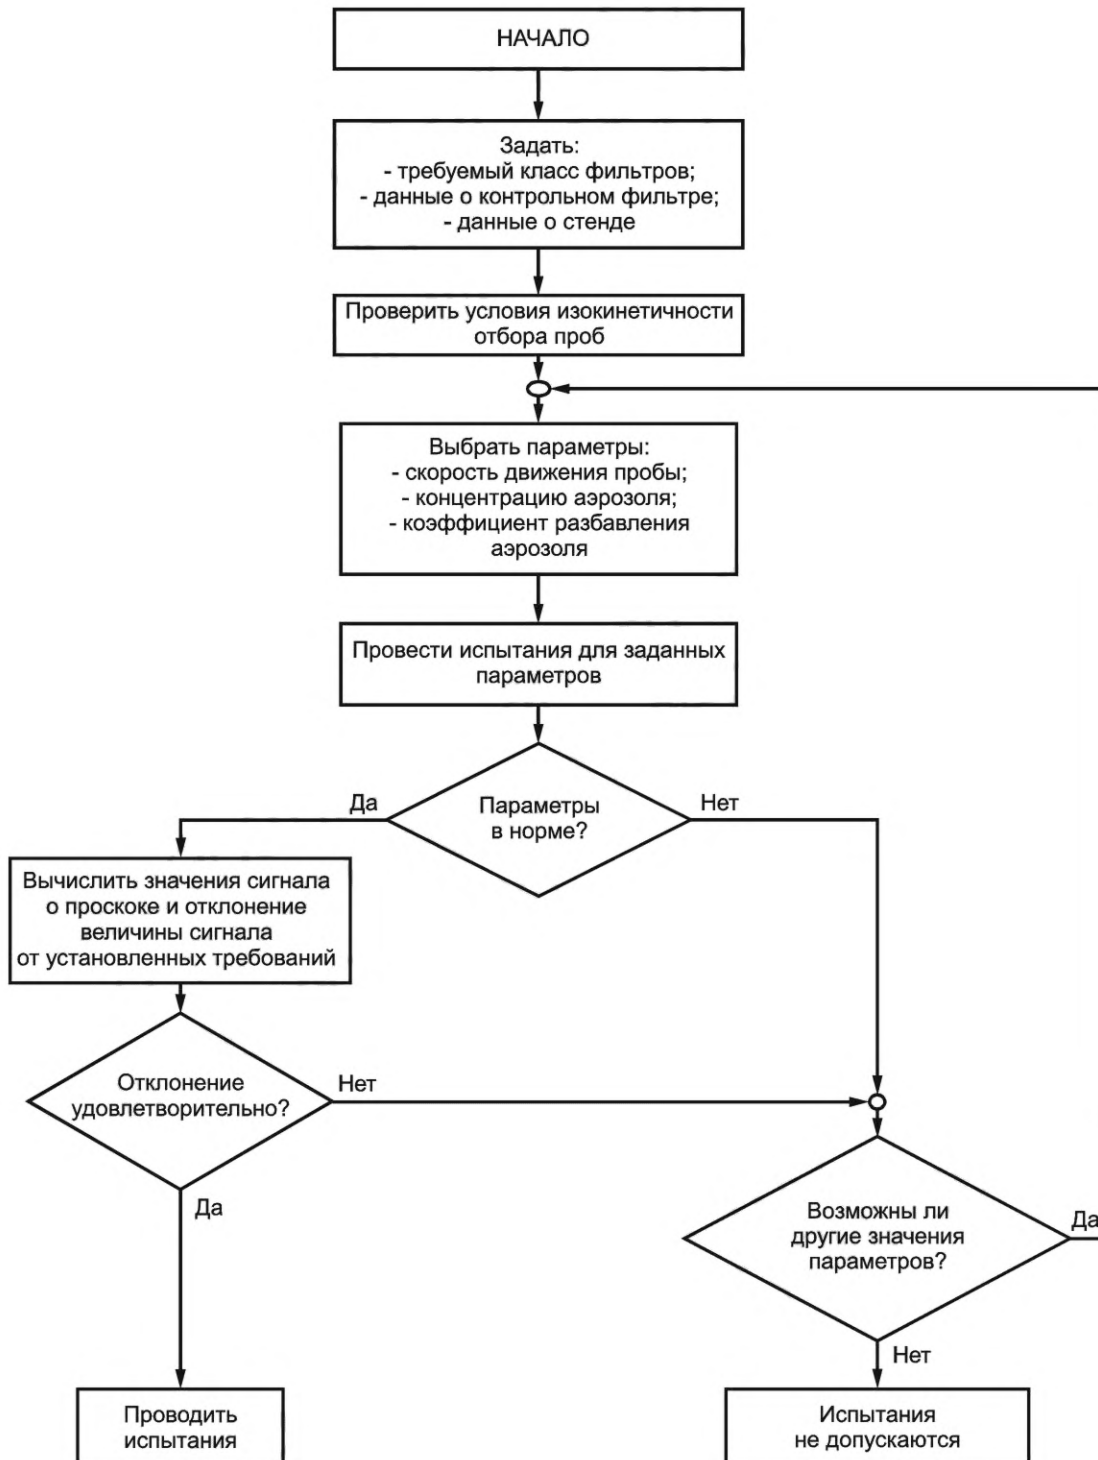 НАЧАЛО
Задать:
- требуемый класс фильтров;
- данные о контрольном фильтре;
- данные о стенде
Проверить условия изокинетичности
отбора проб
Выбрать параметры:
- скорость движения пробы;
- концентрацию аэрозоля;
- коэффициент разбавления
аэрозоля
Провести испытания для заданных
параметров
Да
Параметры
в норме?
Нет
Вычислить значения сигнала
о проскоке и отклонение
величины сигнала
от установленных требований
Отклонение
удовлетворительно?
Нет
Да
Возможны ли
другие значения
параметров?
Да
Нет
Проводить
испытания
Испытания
не допускаются